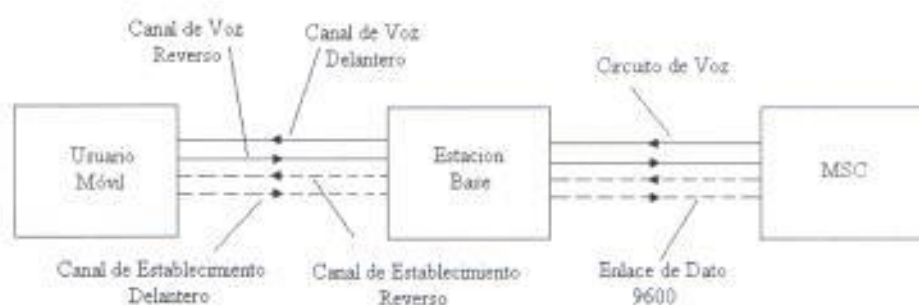 Canal de Voz
Reverso
Canal de Voz
Delantero
Circuito de Voz
Usuario
Móvil
Estacion
Base
MSC
Canal de Establecimiento
Delantero
Canal de Establecimiento
Reverso
Enlace de Dato
9600